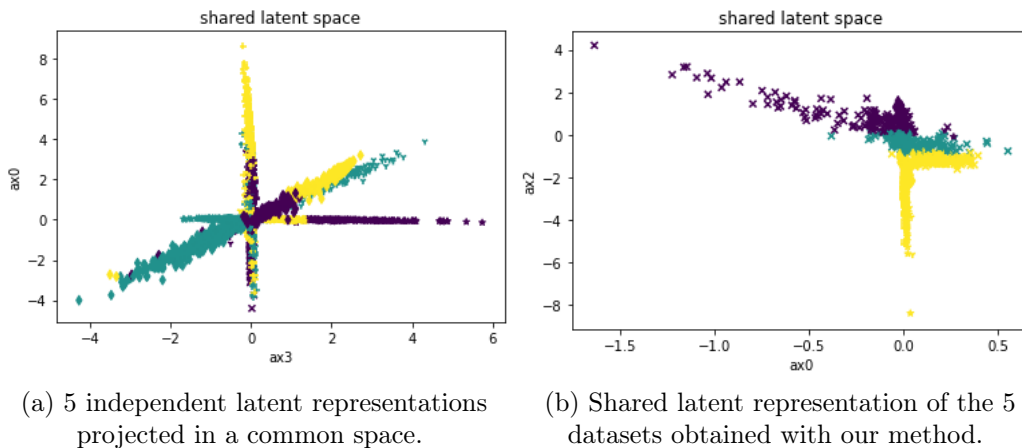 shared latent space
8
6
4
2
0
−2
−4
ax0
−4
−2
0
2
4
6
ax3
(a) 5 independent latent representations
projected in a common space.
shared latent space
4
2
0
−2
−4
−6
−8
ax2
−1.5
−1.0
−0.5
0.0
0.5
ax0
(b) Shared latent representation of the 5
datasets obtained with our method.